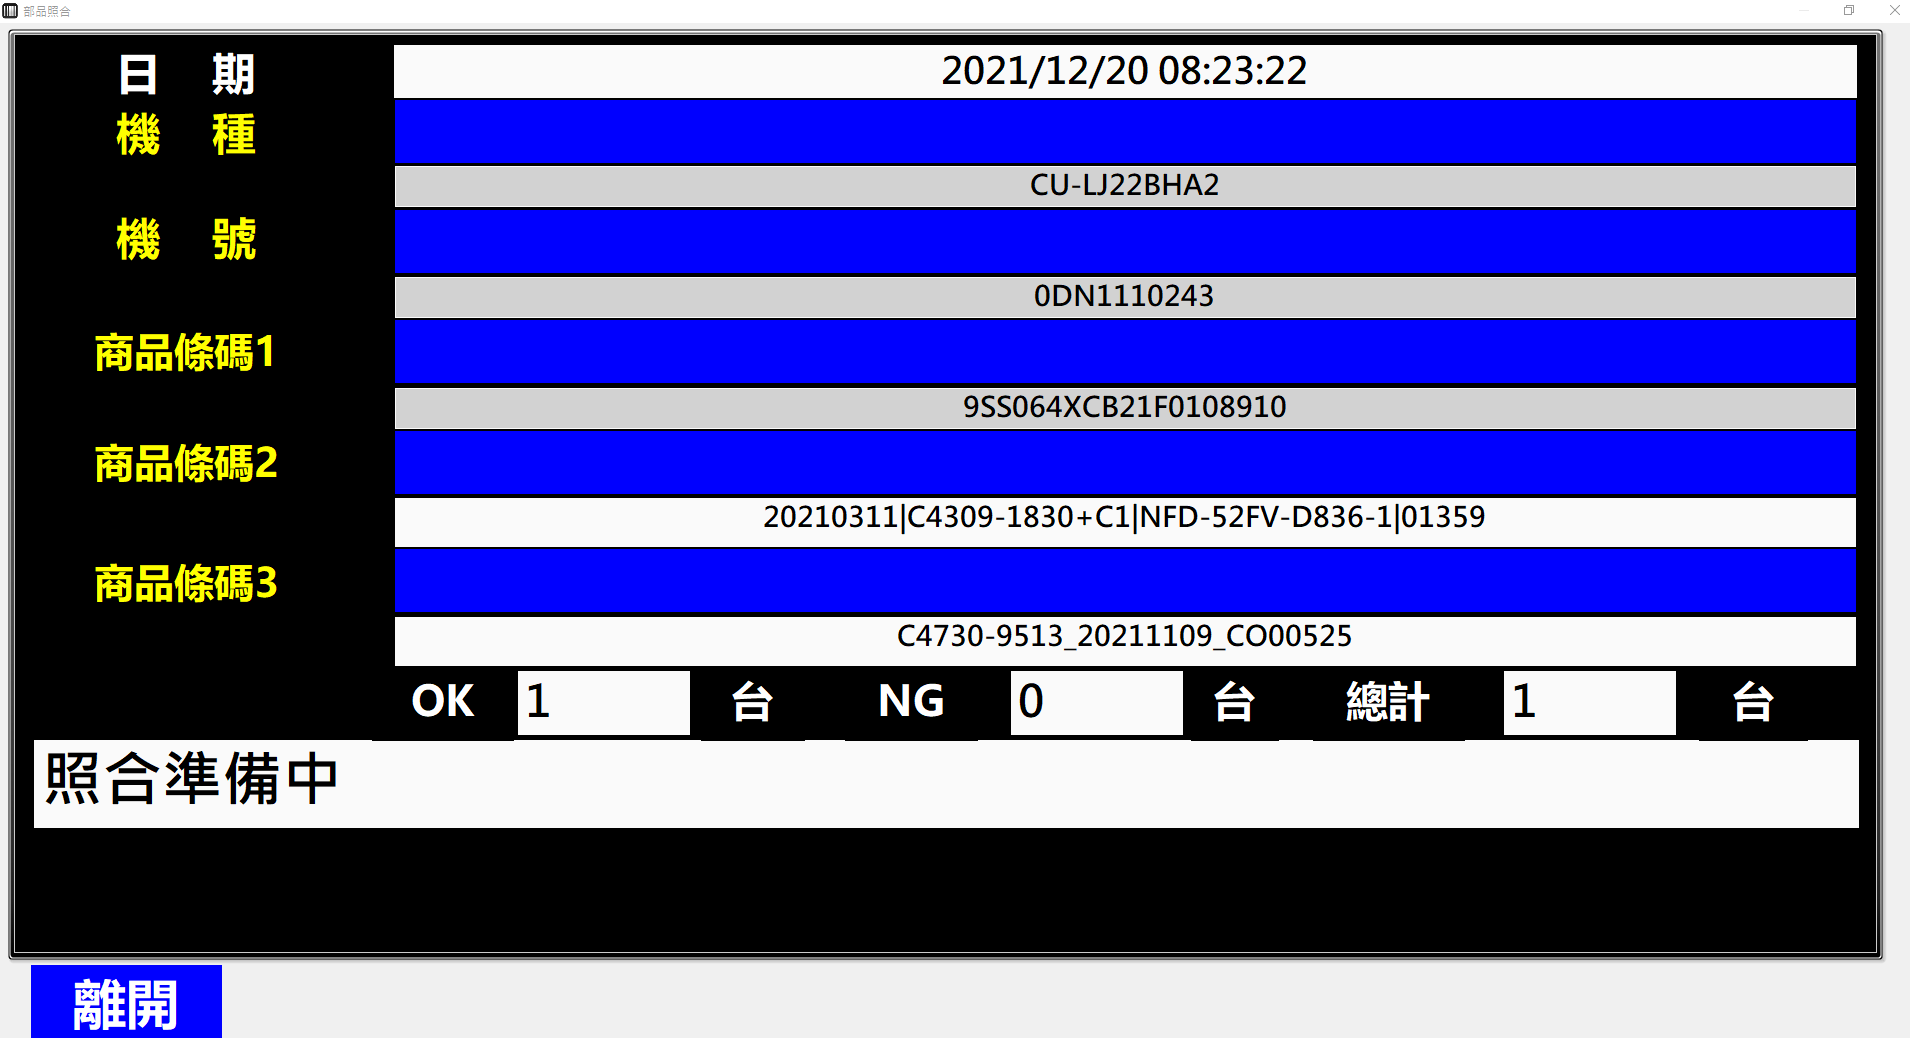 部品照合
日 期 2021/12/20 08:23:22
機 種
CU-LJ22BHA2
機 號
0DN1110243
商品條碼1
9SS064XCB21F0108910
商品條碼2
20210311|C4309-1830+C1|NFD-52FV-D836-1|01359
商品條碼3
C4730-9513_20211109_CO00525
OK 1 台 NG 0 台 總計 1 台
照合準備中
離開